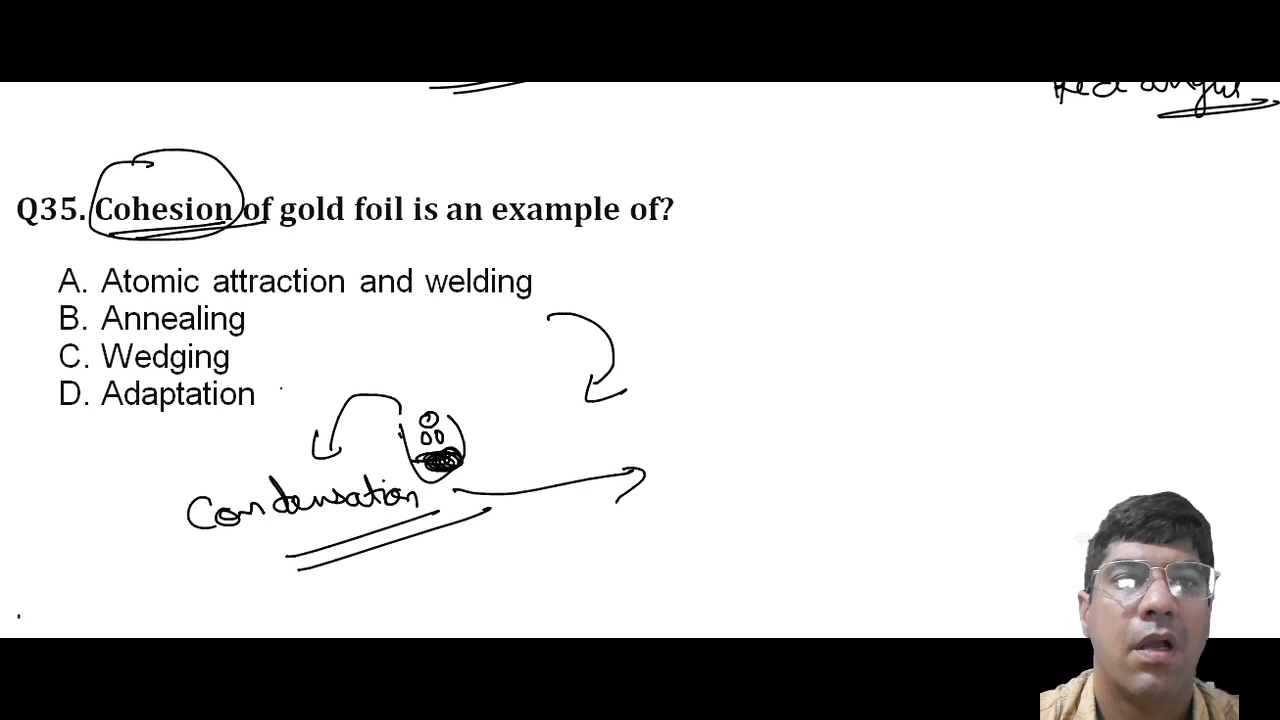 Q35. Cohesion of gold foil is an example of?
A. Atomic attraction and welding
B. Annealing
C. Wedging
D. Adaptation
Condensation